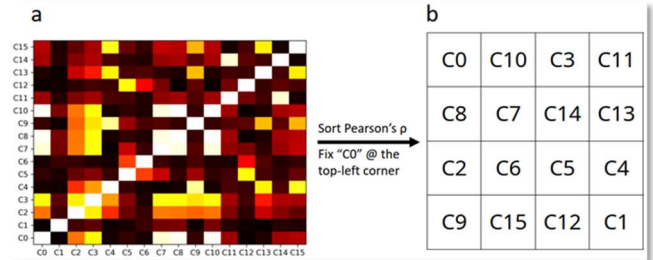 a
b
C15
C14
C13
C12
C11
C10
C9
C8
C7
C6
C5
C4
C3
C2
C1
C0
C0 C1 C2 C3 C4 C5 C6 C7 C8 C9 C10 C11 C12 C13 C14 C15
Sort Pearson's ρ
Fix "C0" @ the
top-left corner
C0 C10 C3 C11
C8 C7 C14 C13
C2 C6 C5 C4
C9 C15 C12 C1